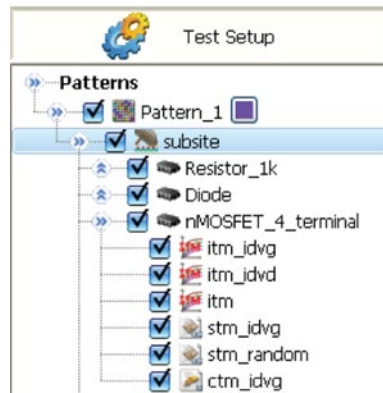 Test Setup
Patterns
Pattern_1
subsite
Resistor_1k
Diode
nMOSFET_4_terminal
itm_idvg
itm_idvd
itm
stm_idvg
stm_random
ctm_idvg